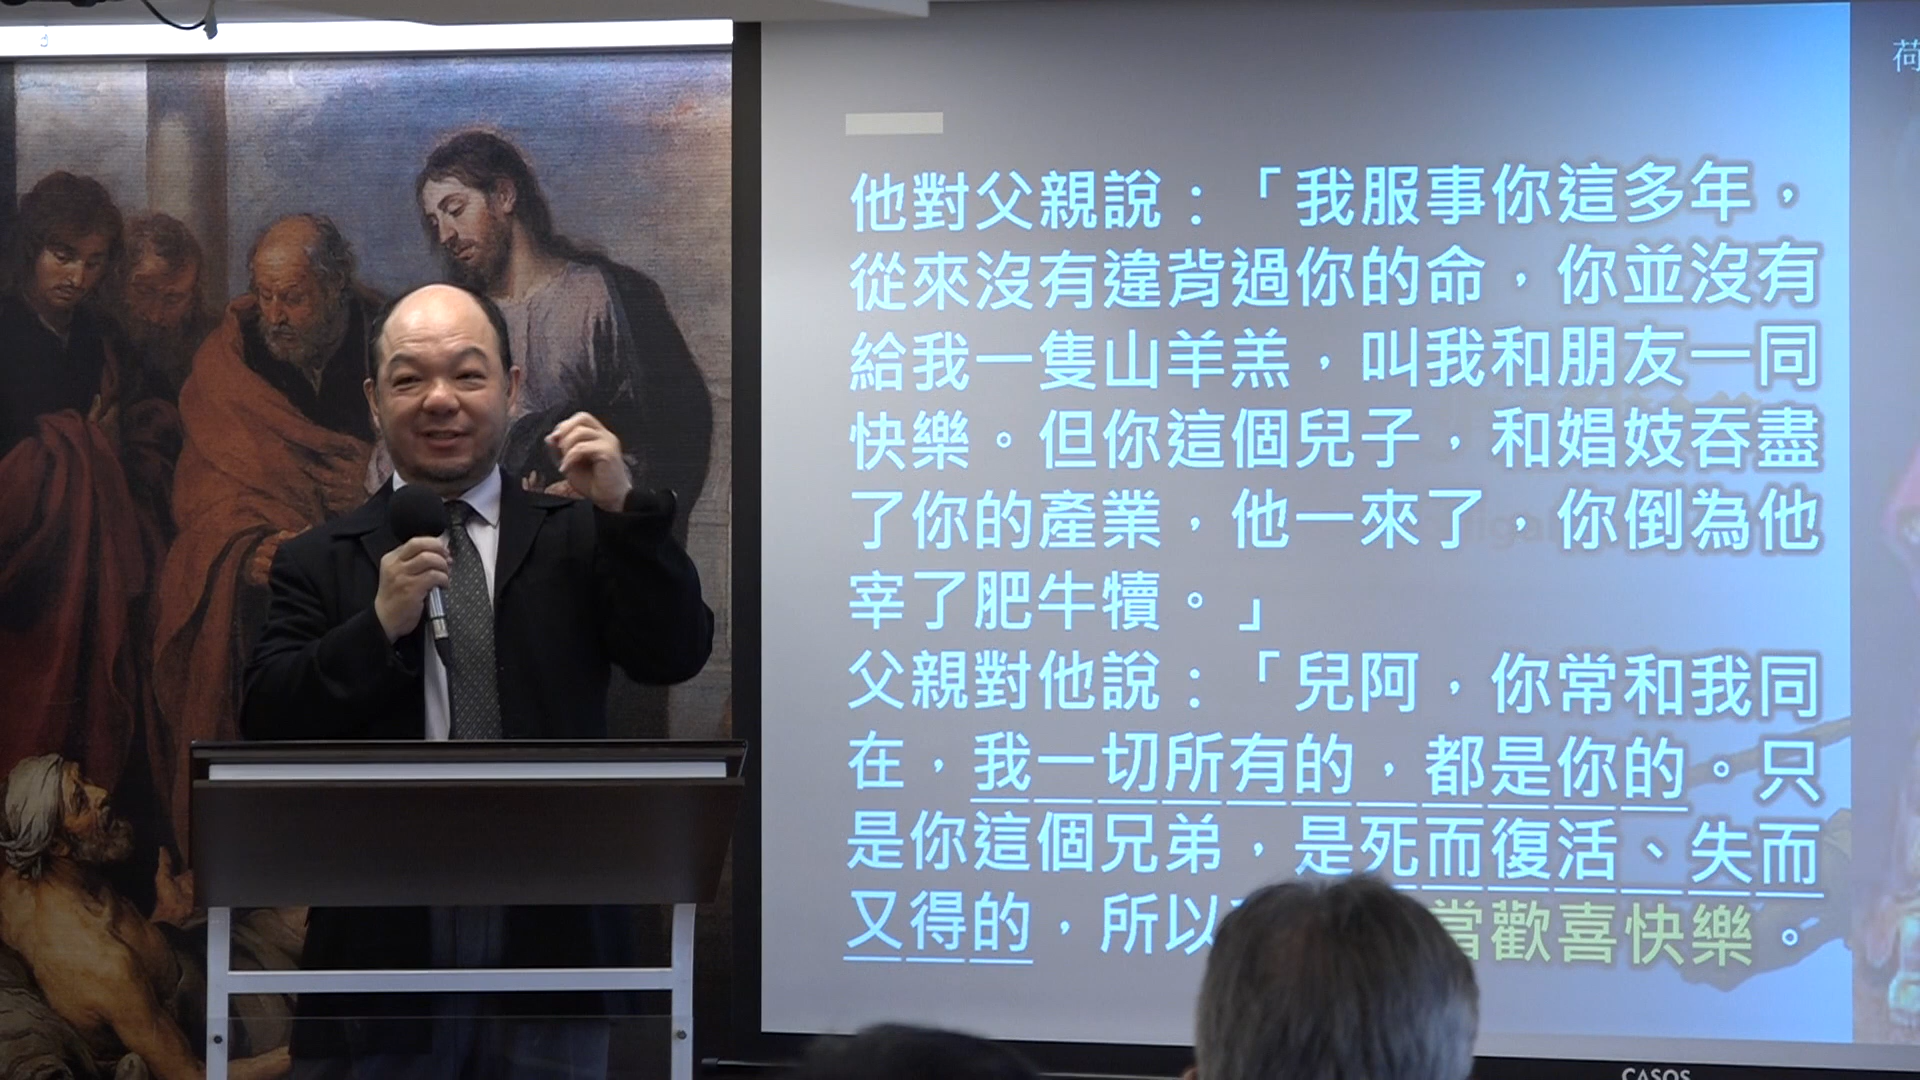 他對父親說：「我服事你這多年，
從來沒有違背過你的命，你並沒有
給我一隻山羊羔，叫我和朋友一同
快樂。但你這個兒子，和娼妓吞盡
了你的產業，他一來了，你倒為他
宰了肥牛犢。」
父親對他說：「兒阿，你常和我同
在，我一切所有的，都是你的。只
是你這個兄弟，是死而復活、失而
又得的，所以 當歡喜快樂。
荷
CASOS